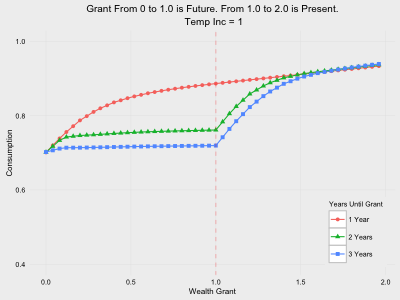 Grant From 0 to 1.0 is Future. From 1.0 to 2.0 is Present.
Temp Inc = 1
Consumption
1.0
0.8
0.6
0.4
0.0
0.5
1.0
1.5
2.0
Wealth Grant
Years Until Grant
1 Year
2 Years
3 Years